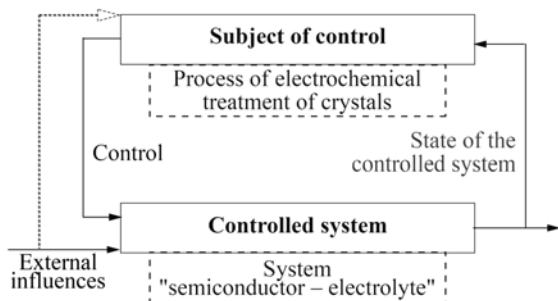 Subject of control
Process of electrochemical
treatment of crystals
Control
State of the
controlled system
Controlled system
External
influences
System
"semiconductor – electrolyte"